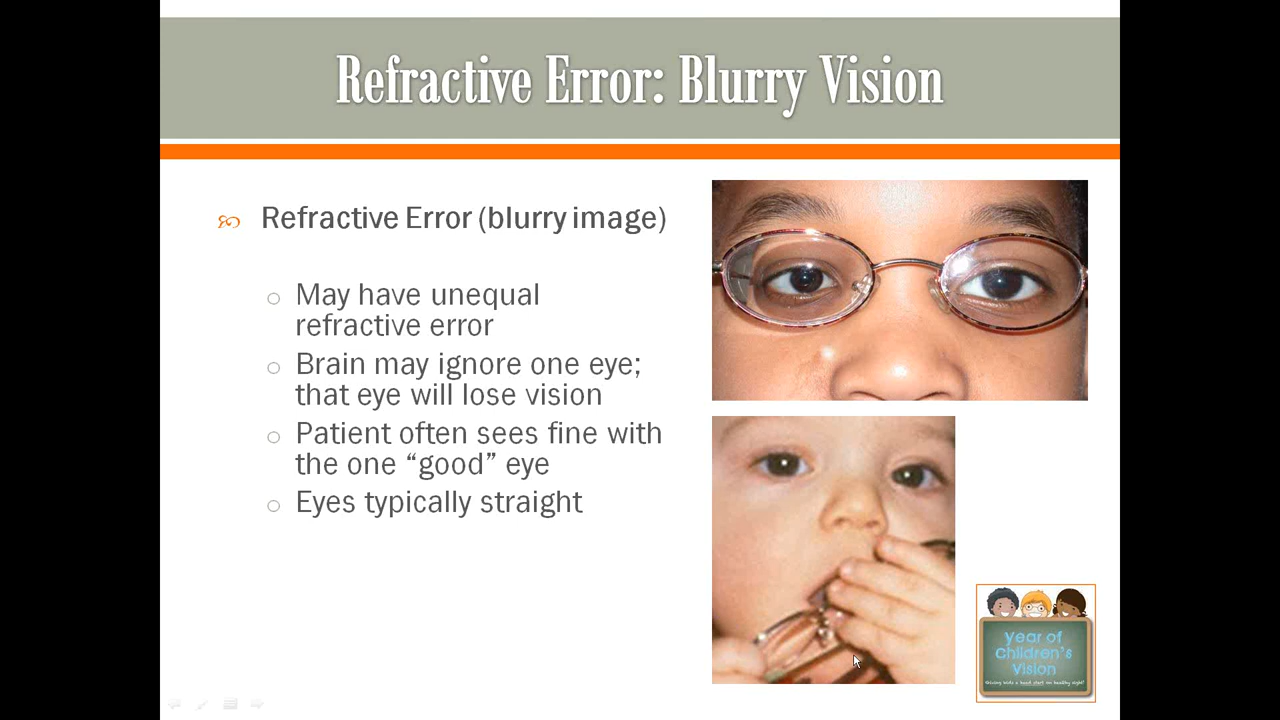 Refractive Error: Blurry Vision
Refractive Error (blurry image)
May have unequal
refractive error
Brain may ignore one eye;
that eye will lose vision
Patient often sees fine with
the one “good” eye
Eyes typically straight
Year of
Children's
Vision